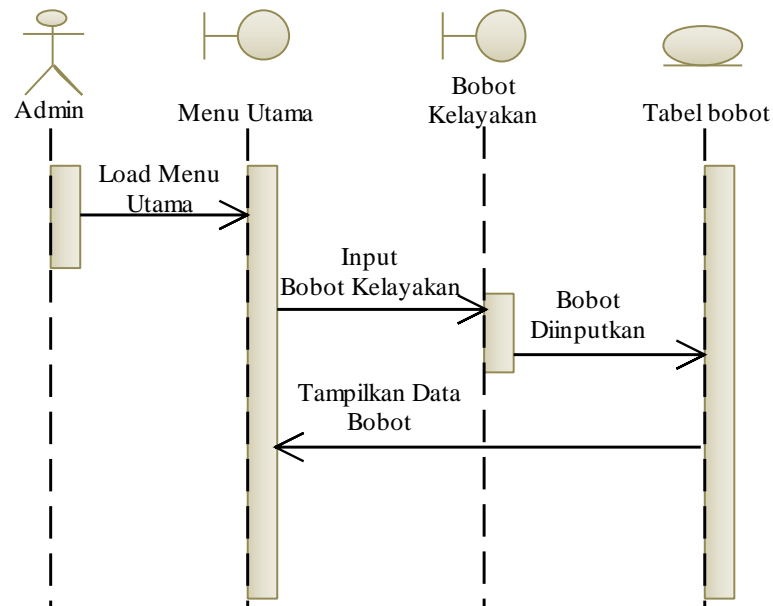 Admin
Menu Utama
Bobot
Kelayakan
Tabel bobot
Load Menu
Utama
Input
Bobot Kelayakan
Bobot
Diinputkan
Tampilkan Data
Bobot